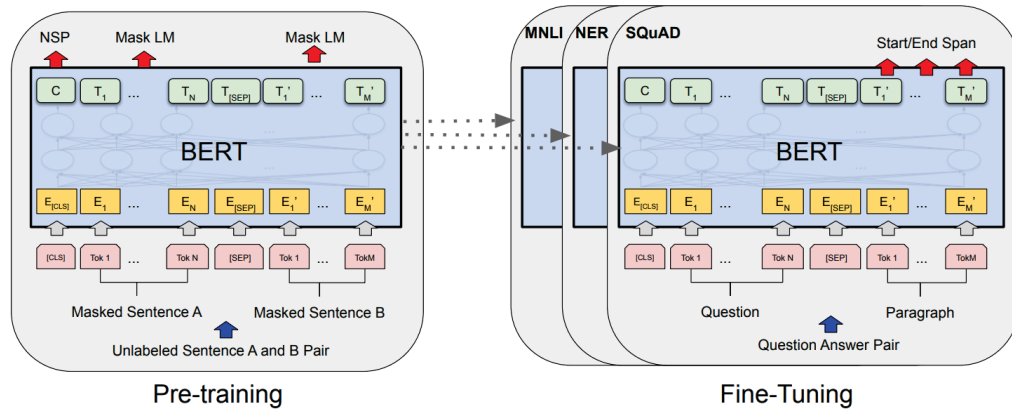 NSP Mask LM Mask LM
C T1 ... TN T[SEP] T1' ... TM'
BERT
E[CLS] E1 ... EN E[SEP] E1' ... EM'
[CLS] Tok 1 ... Tok N [SEP] Tok 1 ... TokM
Masked Sentence A Masked Sentence B
Unlabeled Sentence A and B Pair
Pre-training
MNLI NER SQuAD
Start/End Span
C T1 ... TN T[SEP] T1' ... TM'
BERT
E[CLS] E1 ... EN E[SEP] E1' ... EM'
[CLS] Tok 1 ... Tok N [SEP] Tok 1 ... TokM
Question Paragraph
Question Answer Pair
Fine-Tuning